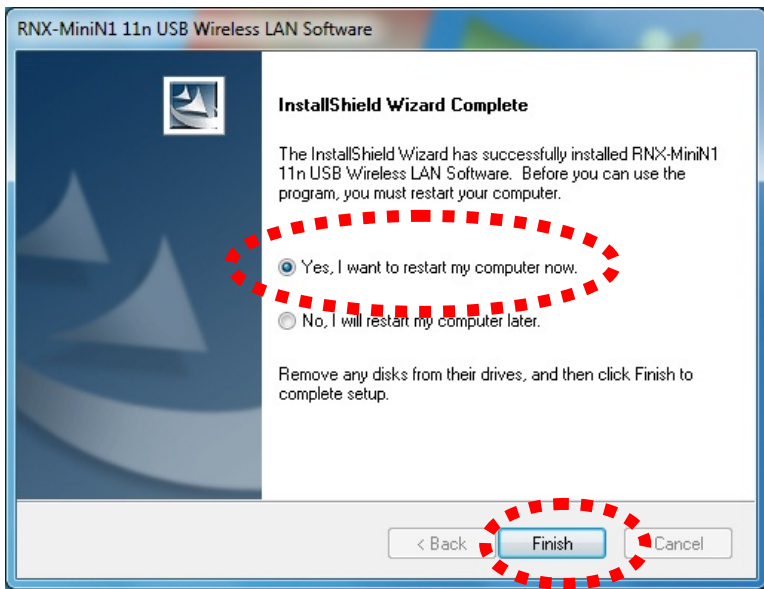 RNX-MiniN1 11n USB Wireless LAN Software
InstallShield Wizard Complete
The InstallShield Wizard has successfully installed RNX-MiniN1
11n USB Wireless LAN Software.  Before you can use the
program, you must restart your computer.
Yes, I want to restart my computer now.
No, I will restart my computer later.
Remove any disks from their drives, and then click Finish to
complete setup.
< Back
Finish
Cancel